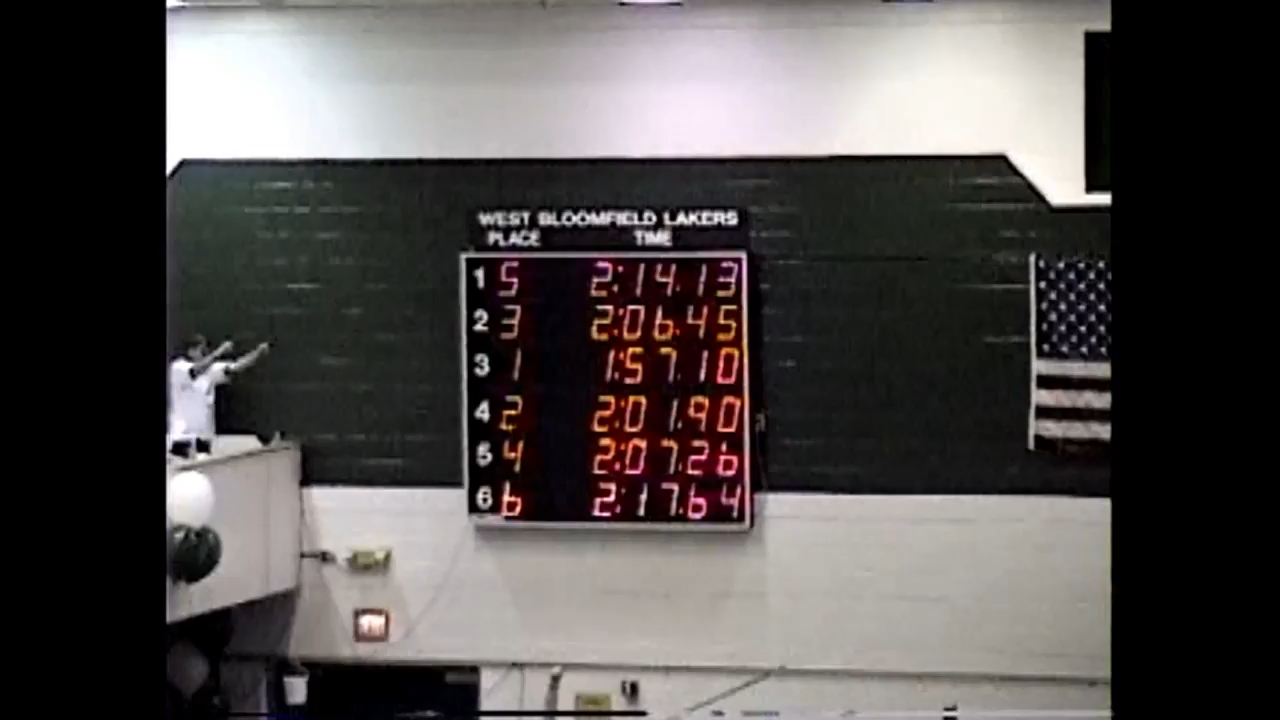 WEST BLOOMFIELD LAKERS
PLACE TIME
1 5 2:14.13
2 3 2:06.45
3 1 1:57.10
4 2 2:01.90
5 4 2:07.26
6 6 2:17.64